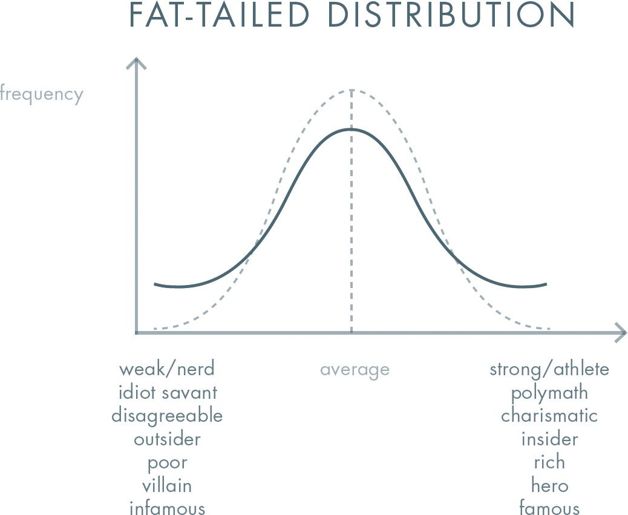 FAT-TAILED DISTRIBUTION
frequency
weak/nerd
idiot savant
disagreeable
outsider
poor
villain
infamous
average
strong/athlete
polymath
charismatic
insider
rich
hero
famous